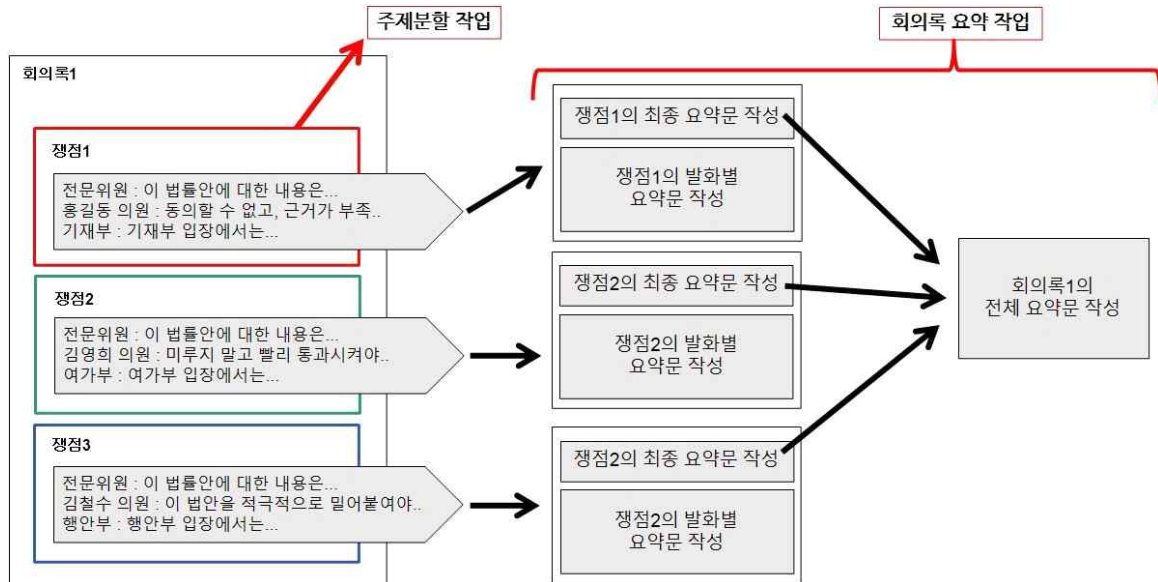 주제분할 작업
회의록 요약 작업
회의록1
쟁점1
전문위원 : 이 법률안에 대한 내용은...
홍길동 의원 : 동의할 수 없고, 근거가 부족..
기재부 : 기재부 입장에서는...
쟁점2
전문위원 : 이 법률안에 대한 내용은...
김영희 의원 : 미루지 말고 빨리 통과시켜야..
여가부 : 여가부 입장에서는...
쟁점3
전문위원 : 이 법률안에 대한 내용은...
김철수 의원 : 이 법안을 적극적으로 밀어붙여야..
행안부 : 행안부 입장에서는...
쟁점1의 최종 요약문 작성
쟁점1의 발화별
요약문 작성
쟁점2의 최종 요약문 작성
쟁점2의 발화별
요약문 작성
쟁점2의 최종 요약문 작성
쟁점2의 발화별
요약문 작성
회의록1의
전체 요약문 작성